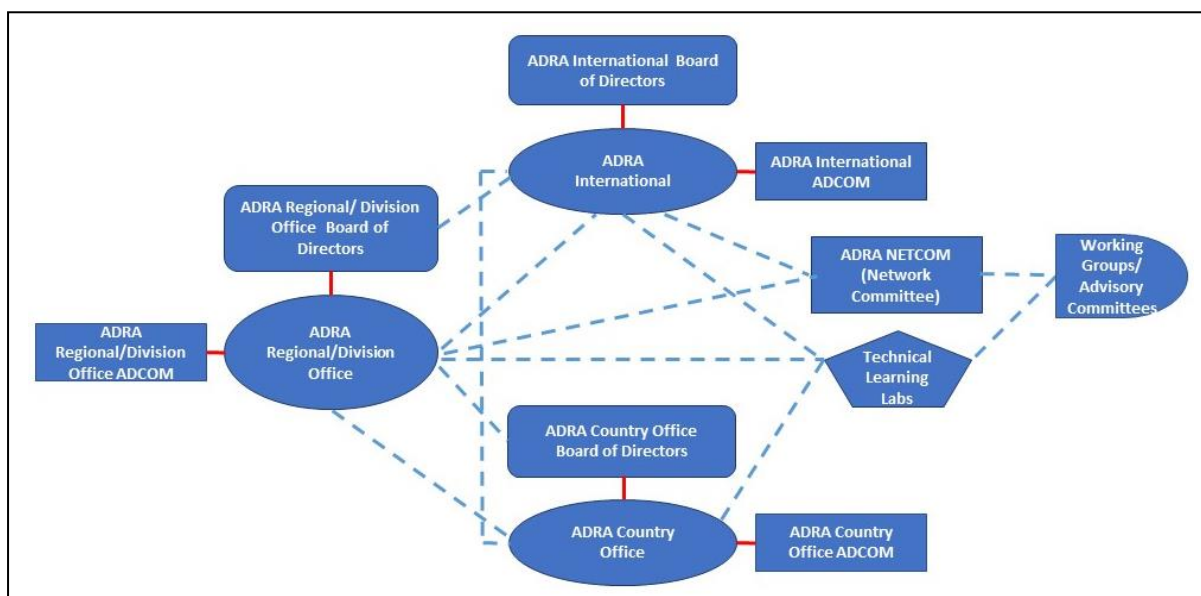 ADRA International Board
of Directors
ADRA
International
ADRA International
ADCOM
ADRA Regional/ Division
Office Board of
Directors
ADRA NETCOM
(Network
Committee)
Working
Groups/
Advisory
Committees
ADRA
Regional/Division
Office ADCOM
ADRA
Regional/Division
Office
Technical
Learning
Labs
ADRA Country Office
Board of Directors
ADRA Country
Office
ADRA Country
Office ADCOM